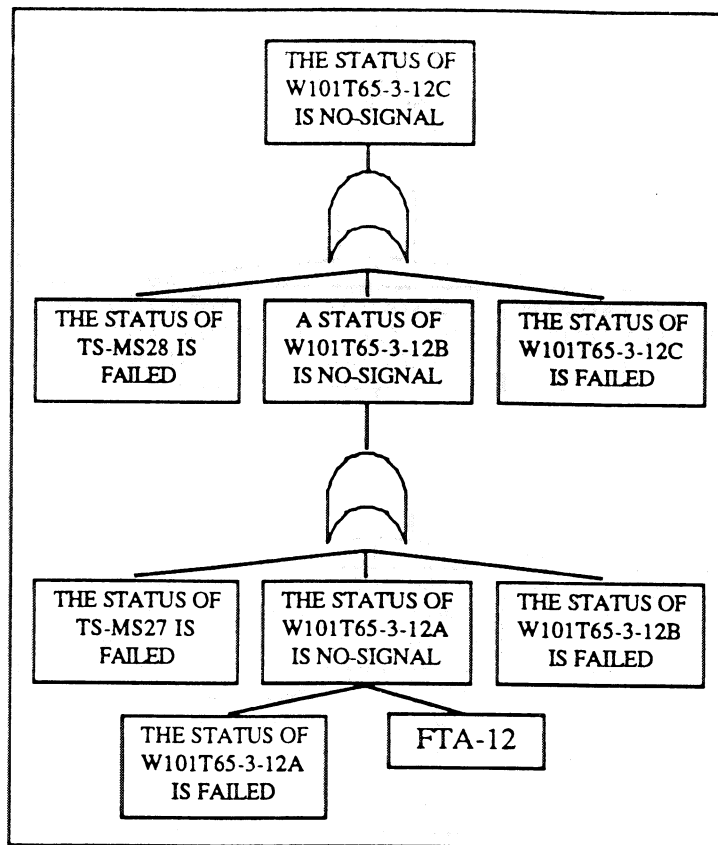 THE STATUS OF
W101T65-3-12C
IS NO-SIGNAL
THE STATUS OF
TS-MS28 IS
FAILED
A STATUS OF
W101T65-3-12B
IS NO-SIGNAL
THE STATUS OF
W101T65-3-12C
IS FAILED
THE STATUS OF
TS-MS27 IS
FAILED
THE STATUS OF
W101T65-3-12A
IS NO-SIGNAL
THE STATUS OF
W101T65-3-12B
IS FAILED
THE STATUS OF
W101T65-3-12A
IS FAILED
FTA-12